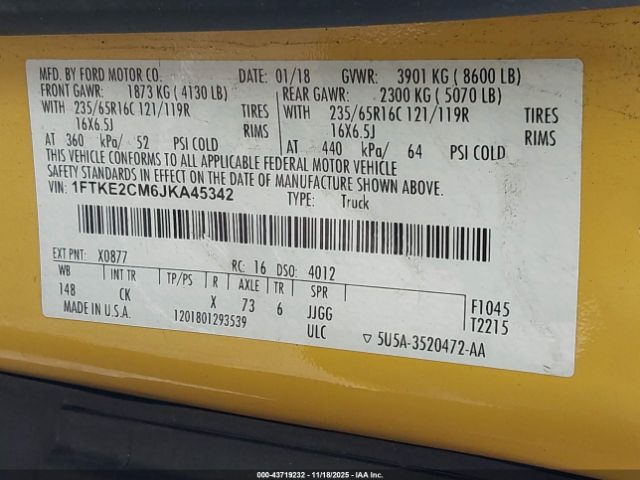 MFD. BY FORD MOTOR CO. DATE: 01/18 GVWR: 3901 KG ( 8600 LB)
FRONT GAWR: 1873 KG ( 4130 LB) REAR GAWR: 2300 KG ( 5070 LB)
WITH 235/65R16C 121/119R TIRES WITH 235/65R16C 121/119R TIRES
16X6.5J RIMS 16X6.5J RIMS
AT 360 kPa/ 52 PSI COLD AT 440 kPa/ 64 PSI COLD
THIS VEHICLE CONFORMS TO ALL APPLICABLE FEDERAL MOTOR VEHICLE
SAFETY STANDARDS IN EFFECT ON THE DATE OF MANUFACTURE SHOWN ABOVE.
VIN: 1FTKE2CM6JKA45342 TYPE: Truck
EXT PNT: X0877 RC: 16 DSO: 4012
WB INT TR TP/PS R AXLE TR SPR F1045
148 CK X 73 6 JJGG T2215
MADE IN U.S.A. 1201801293539 ULC ▽ 5U5A-3520472-AA
000-43719232 - 11/18/2025 - IAA, Inc.